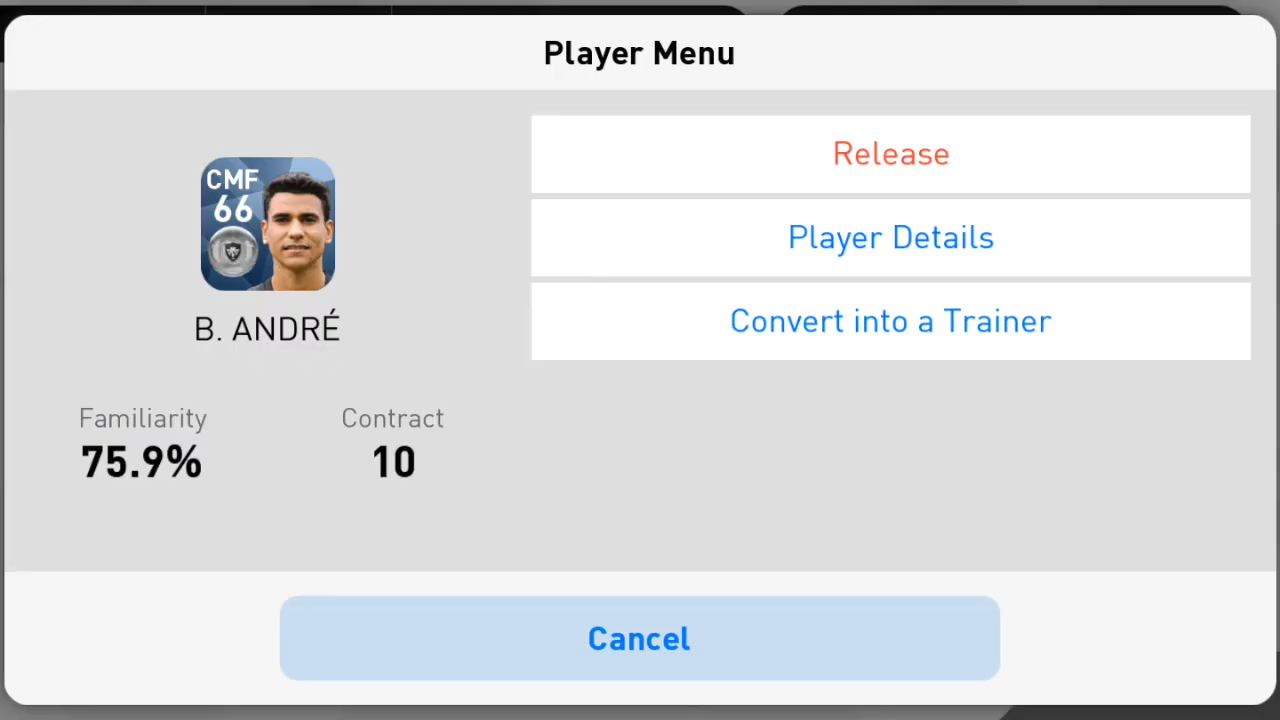 Player Menu
CMF
66
B. ANDRÉ
Familiarity
75.9%
Contract
10
Release
Player Details
Convert into a Trainer
Cancel